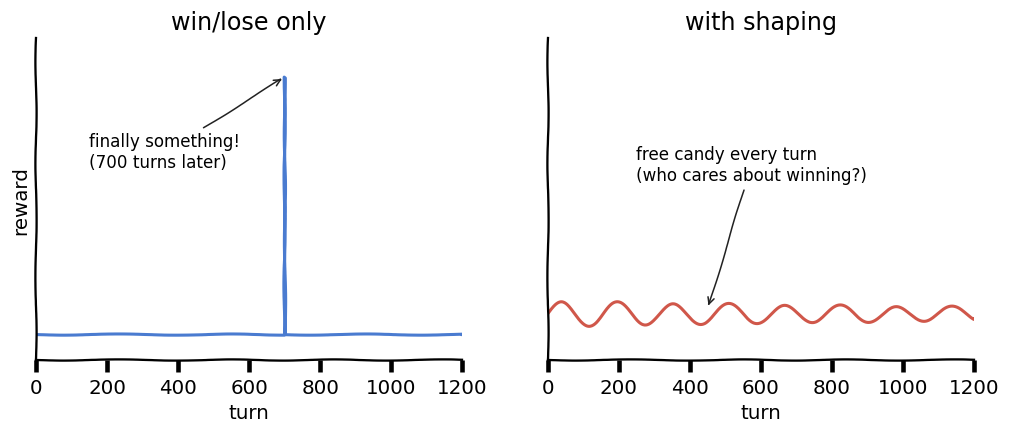 win/lose only
reward
finally something!
(700 turns later)
0 200 400 600 800 1000 1200
turn
with shaping
free candy every turn
(who cares about winning?)
0 200 400 600 800 1000 1200
turn